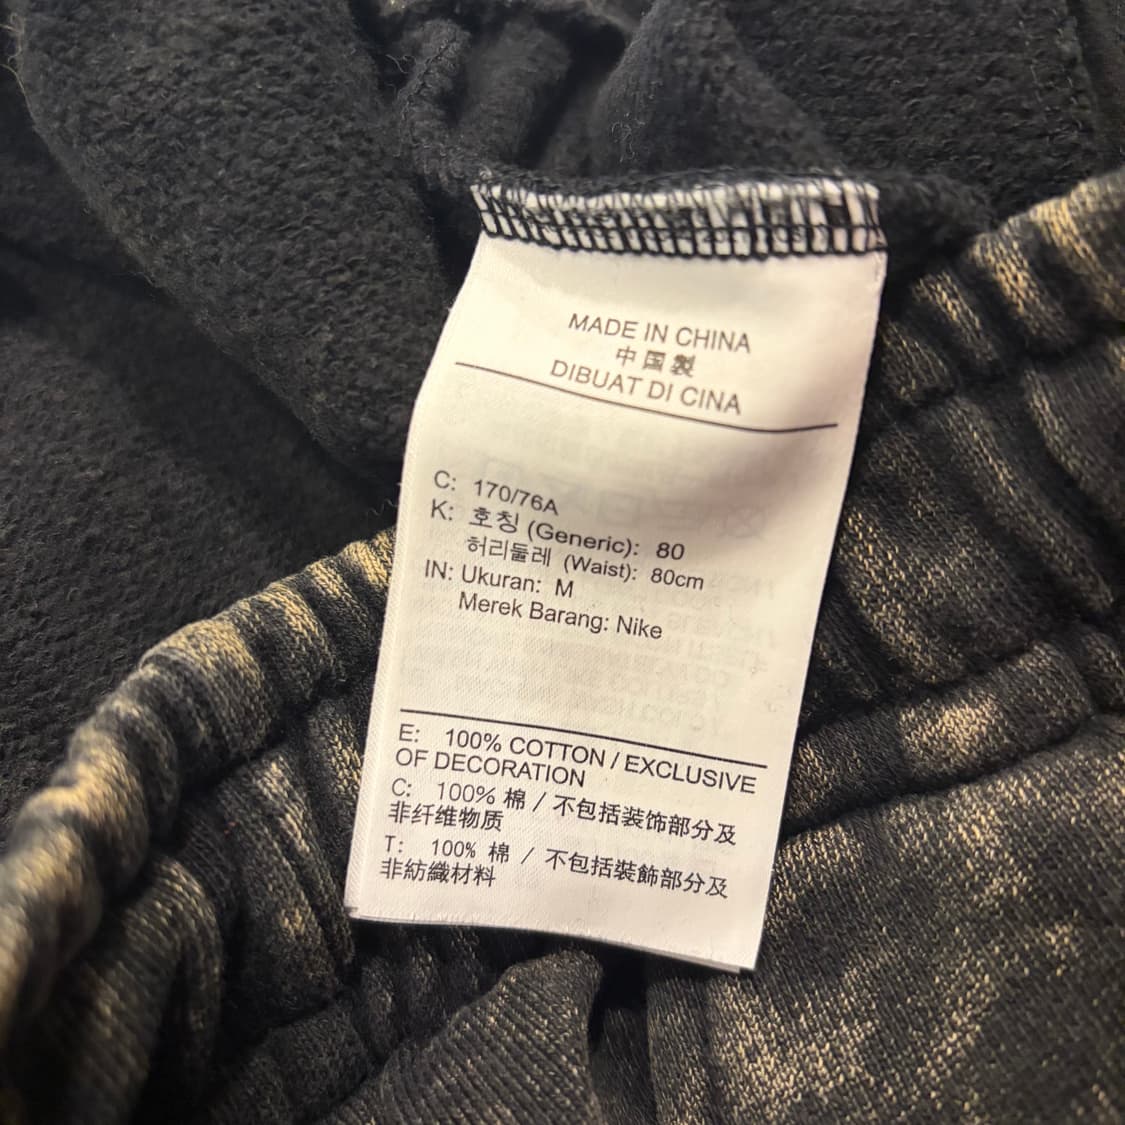 MADE IN CHINA
中国製
DIBUAT DI CINA
C: 170/76A
K: 호칭 (Generic): 80
허리둘레 (Waist): 80cm
IN: Ukuran: M
Merek Barang: Nike
E: 100% COTTON / EXCLUSIVE
OF DECORATION
C: 100% 棉 / 不包括装饰部分及
非纤维物质
T: 100% 棉 / 不包括裝飾部分及
非紡織材料